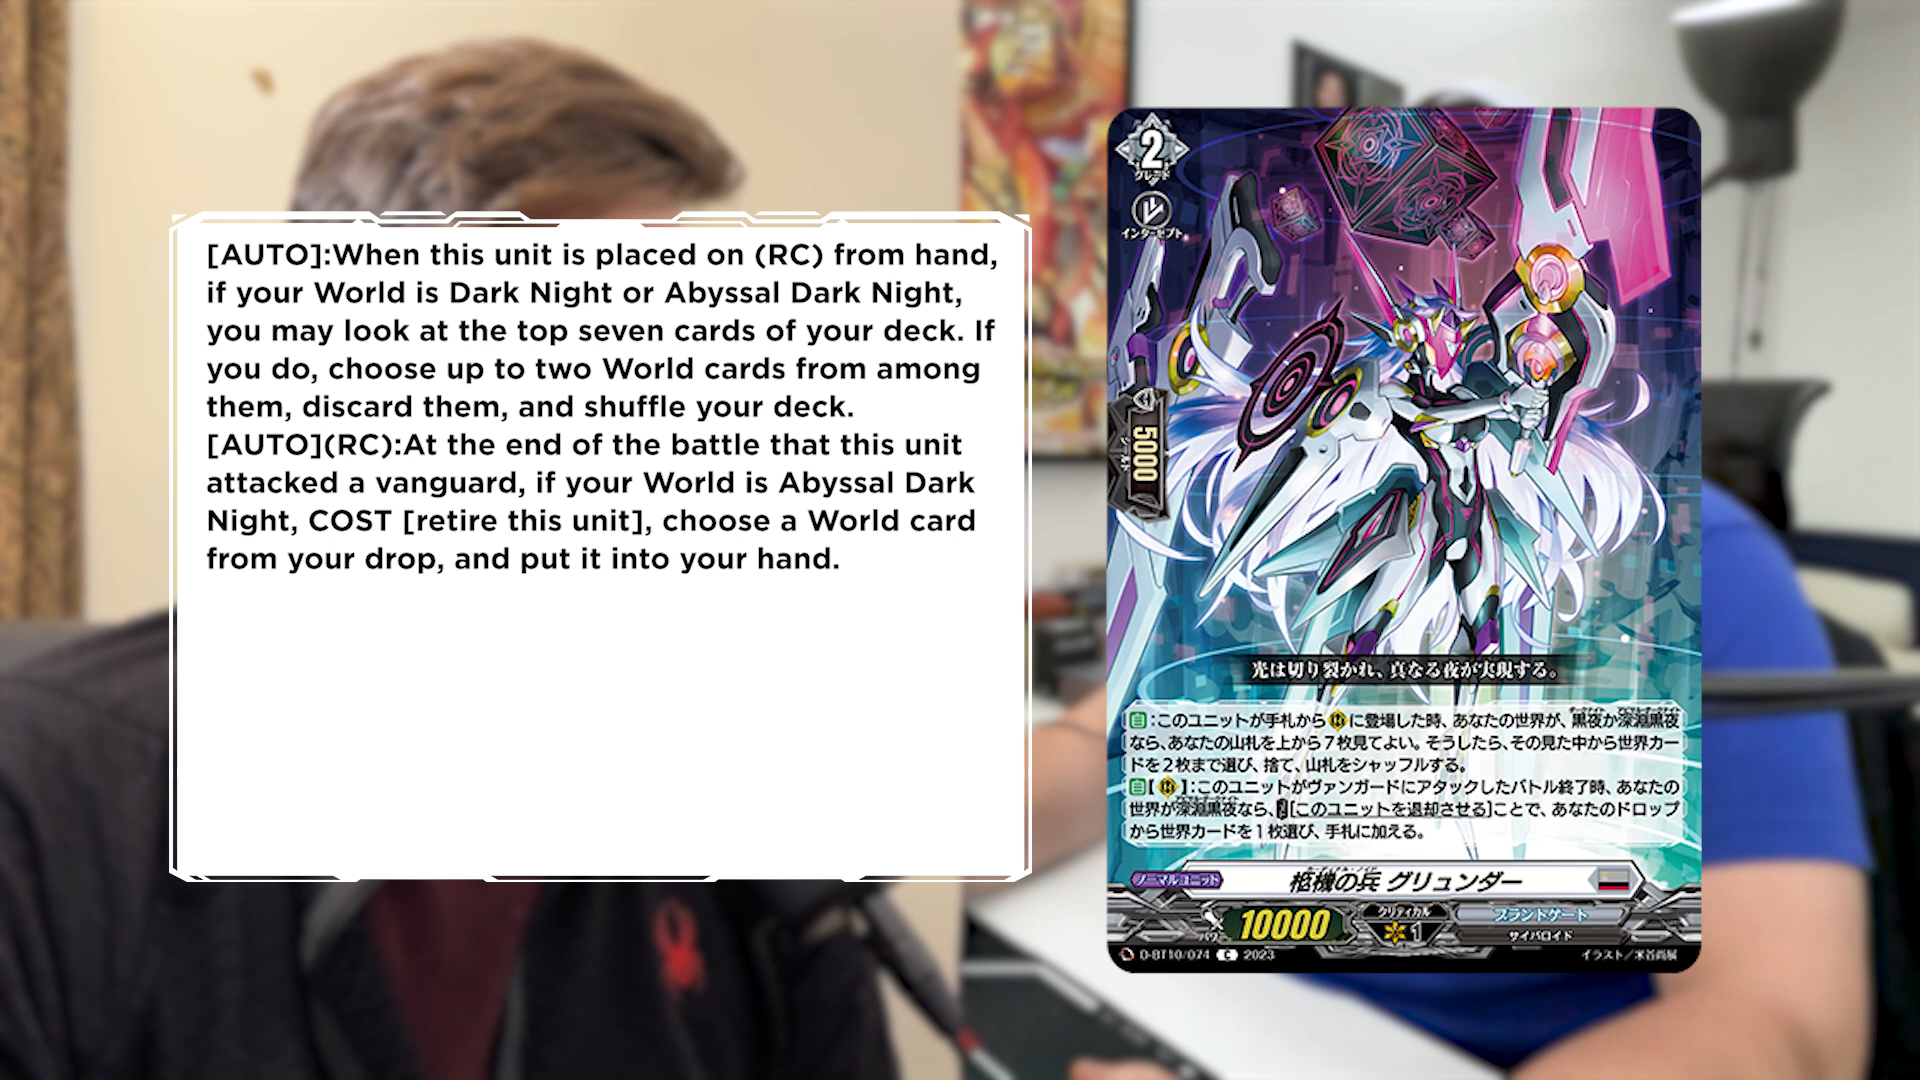 [AUTO]:When this unit is placed on (RC) from hand,
if your World is Dark Night or Abyssal Dark Night,
you may look at the top seven cards of your deck. If
you do, choose up to two World cards from among
them, discard them, and shuffle your deck.
[AUTO](RC):At the end of the battle that this unit
attacked a vanguard, if your World is Abyssal Dark
Night, COST [retire this unit], choose a World card
from your drop, and put it into your hand.
2
グレード
インターセプト
5000
シールド
光は切り裂かれ、真なる夜が実現する。
：このユニットが手札からⓇに登場した時、あなたの世界が、黒夜か深淵黒夜
なら、あなたの山札を上から７枚見てよい。そうしたら、その見た中から世界カー
ドを２枚まで選び、捨て、山札をシャッフルする。
【Ⓡ】：このユニットがヴァンガードにアタックしたバトル終了時、あなたの
世界が深淵黒夜なら、[このユニットを退却させる]ことで、あなたのドロップ
から世界カードを１枚選び、手札に加える。
ノーマルユニット
柩機の兵 グリュンダー
パワー 10000
クリティカル
1
ブラントゲート
サイバロイド
D-BT10/074 C 2023
イラスト／米谷尚展